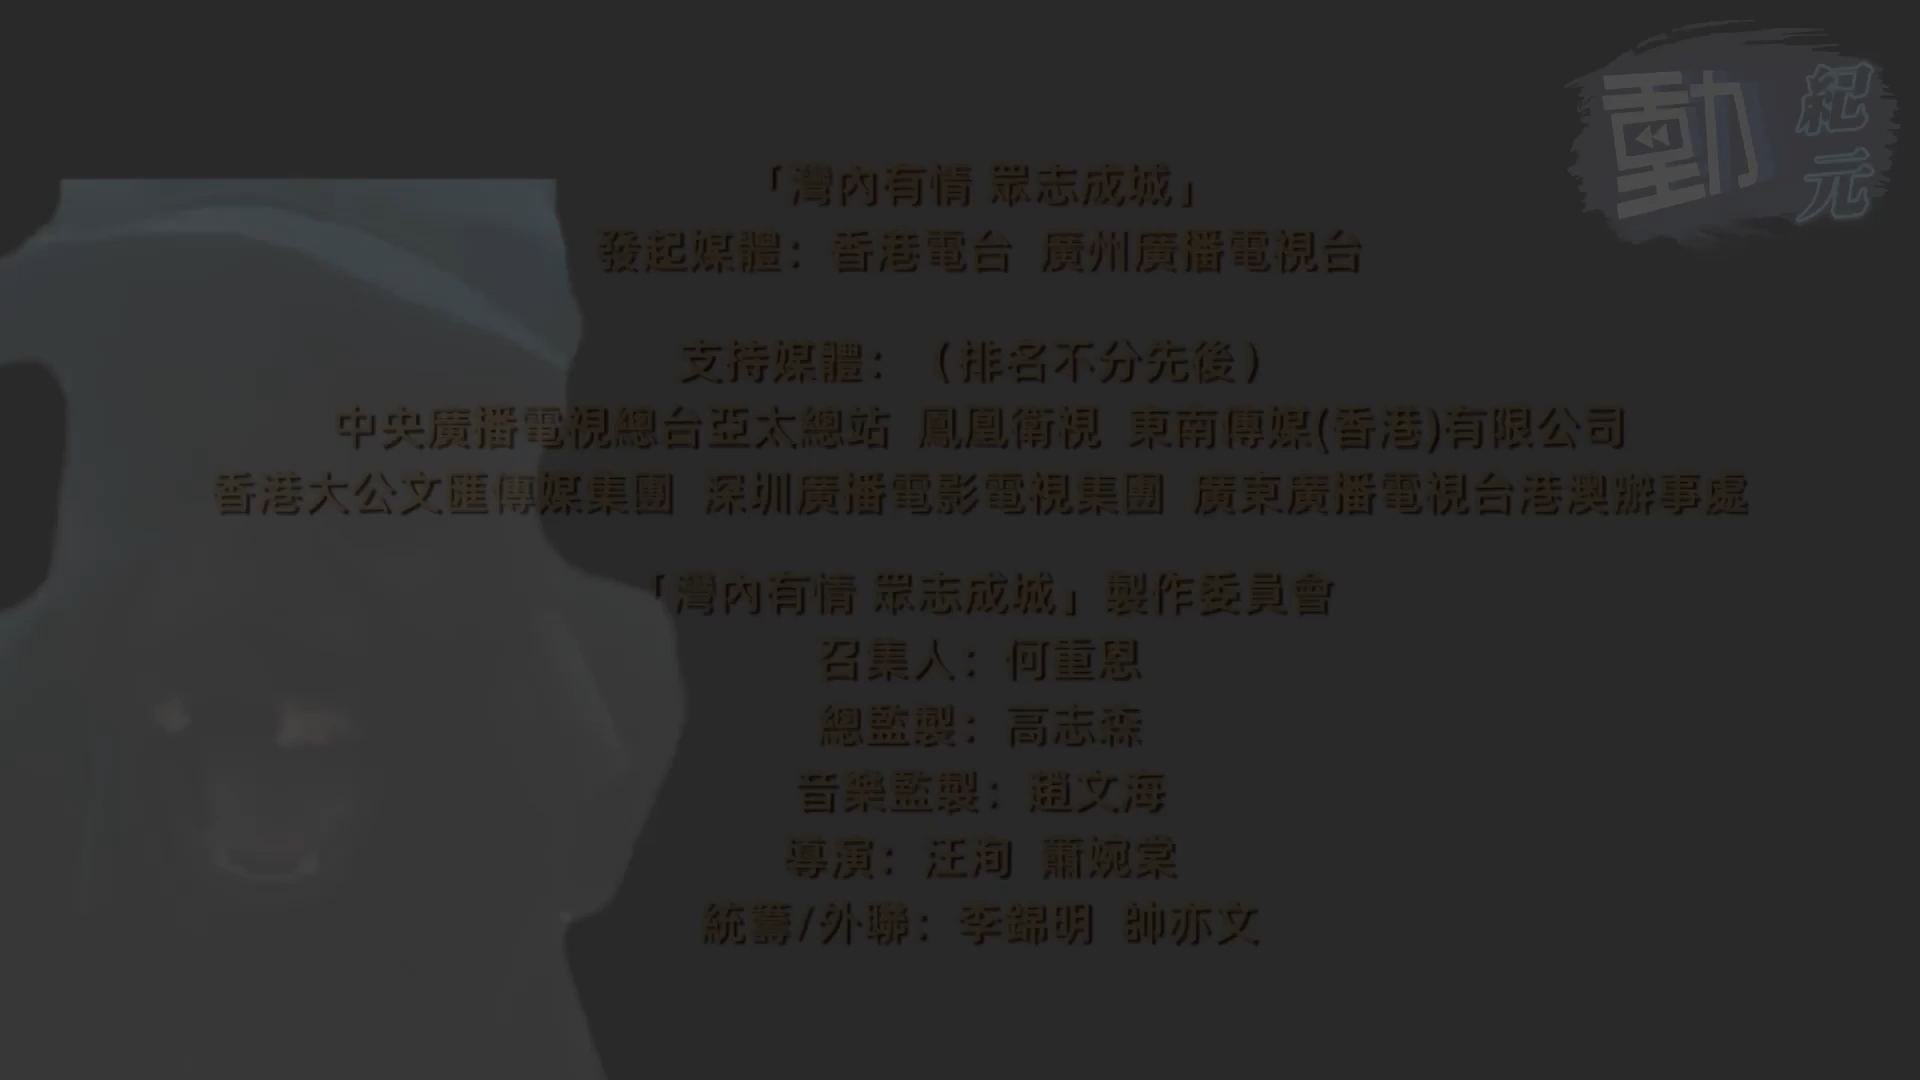 動紀元
「灣內有情 眾志成城」
發起媒體：香港電台 廣州廣播電視台
支持媒體：（排名不分先後）
中央廣播電視總台亞太總站 鳳凰衛視 東南傳媒(香港)有限公司
香港大公文匯傳媒集團 深圳廣播電影電視集團 廣東廣播電視台港澳辦事處
「灣內有情 眾志成城」製作委員會
召集人：何重恩
總監製：高志森
音樂監製：趙文海
導演：汪洵 蕭婉棠
統籌/外聯：李錦明 帥亦文